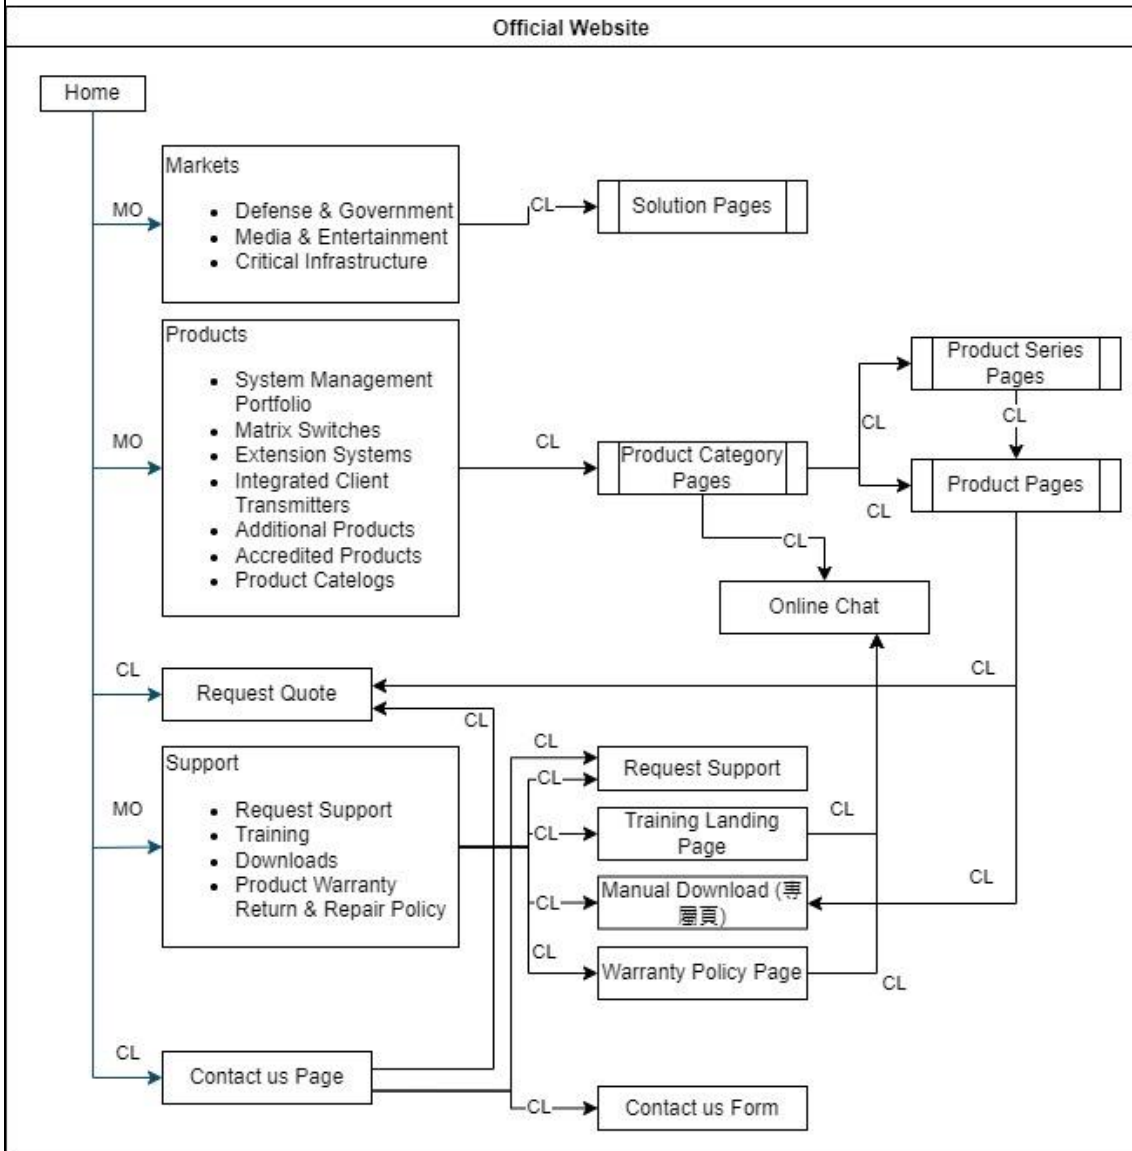 Official Website
Home
MO
Markets
• Defense & Government
• Media & Entertainment
• Critical Infrastructure
CL
Solution Pages
MO
Products
• System Management
Portfolio
• Matrix Switches
• Extension Systems
• Integrated Client
Transmitters
• Additional Products
• Accredited Products
• Product Catelogs
CL
Product Category
Pages
CL
Product Series
Pages
CL
CL
Product Pages
CL
Online Chat
CL
Request Quote
CL
CL
MO
Support
• Request Support
• Training
• Downloads
• Product Warranty
Return & Repair Policy
CL
CL
Request Support
CL
Training Landing
Page
CL
CL
Manual Download (專
屬頁)
CL
CL
Warranty Policy Page
CL
CL
Contact us Page
CL
Contact us Form